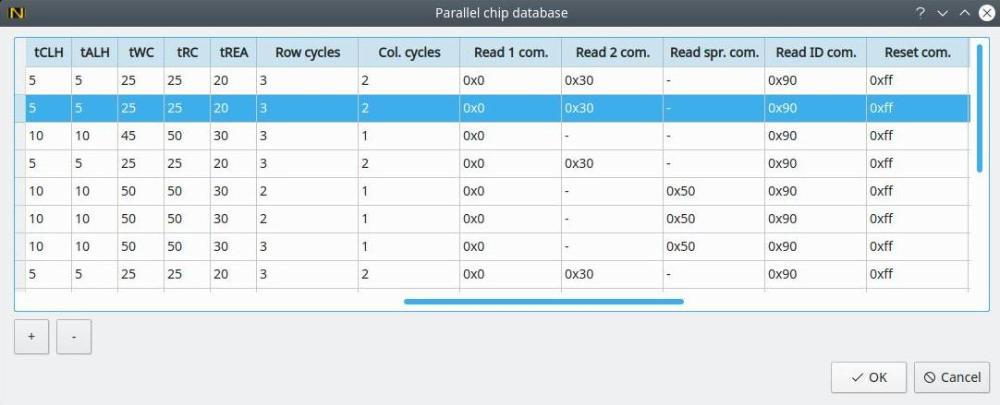 N Parallel chip database ?
tCLH tALH tWC tRC tREA Row cycles Col. cycles Read 1 com. Read 2 com. Read spr. com. Read ID com. Reset com.
5 5 25 25 20 3 2 0x0 0x30 - 0x90 0xff
5 5 25 25 20 3 2 0x0 0x30 - 0x90 0xff
10 10 45 50 30 3 1 0x0 - - 0x90 0xff
5 5 25 25 20 3 2 0x0 0x30 - 0x90 0xff
10 10 50 50 30 2 1 0x0 - 0x50 0x90 0xff
10 10 50 50 30 2 1 0x0 - 0x50 0x90 0xff
10 10 50 50 30 3 1 0x0 - 0x50 0x90 0xff
5 5 25 25 20 3 2 0x0 0x30 - 0x90 0xff
+ -
OK Cancel